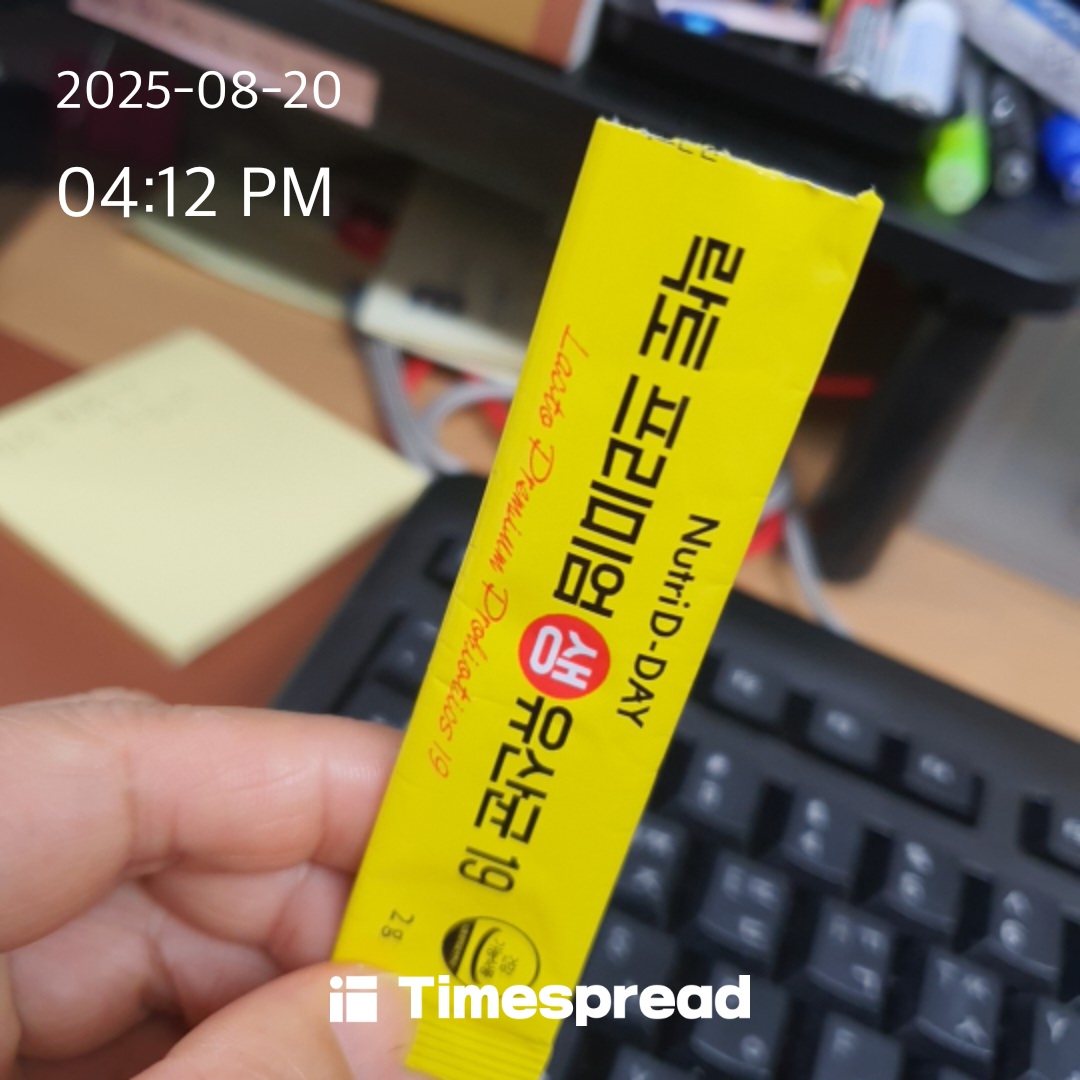 2025-08-20
04:12 PM
NutriD-DAY
락토 프리미엄 생 유산균 19
Lacto Premium Probiotics 19
2g
Timespread